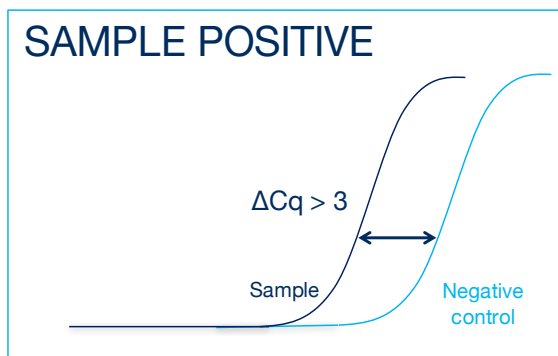 SAMPLE POSITIVE
ΔCq > 3
Sample
Negative
control